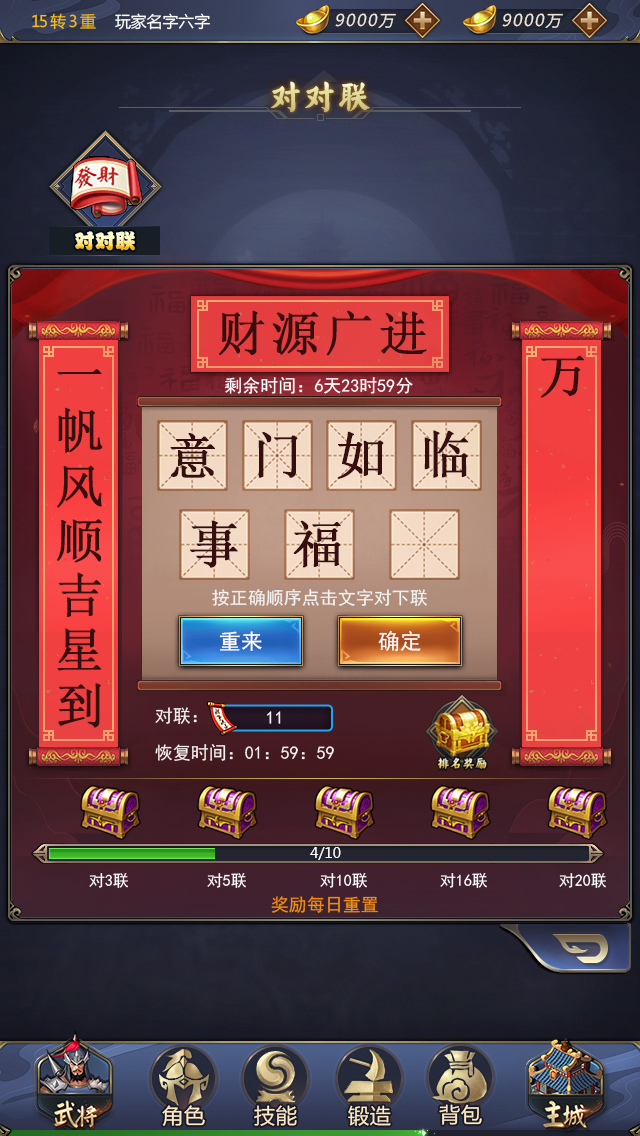 15转3重 玩家名字六字 9000万 9000万
对对联
發財
对对联
财源广进
一帆风顺吉星到
万
剩余时间：6天23时59分
意 门 如 临
事 福
按正确顺序点击文字对下联
重来 确定
对联： 11
恢复时间：01：59：59
排名奖励
4/10
对3联 对5联 对10联 对16联 对20联
奖励每日重置
武将 角色 技能 锻造 背包 主城